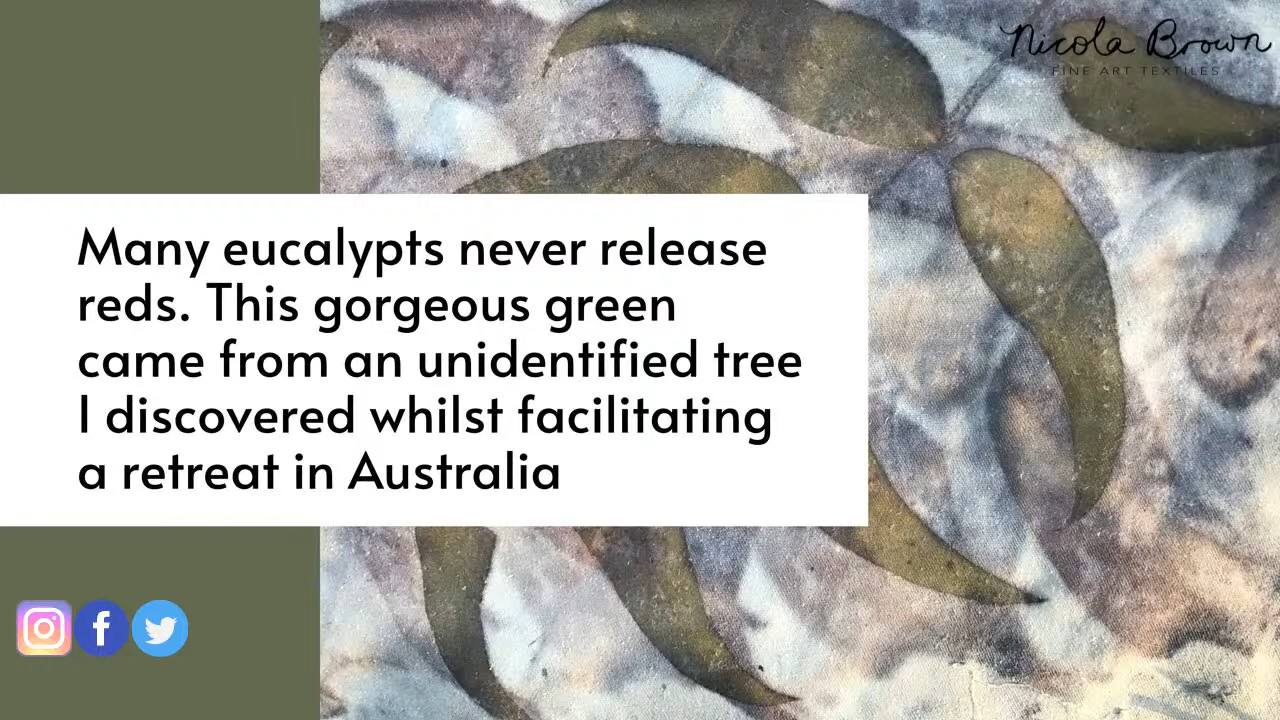 Nicola Brown
FINE ART TEXTILES
Many eucalypts never release
reds. This gorgeous green
came from an unidentified tree
I discovered whilst facilitating
a retreat in Australia